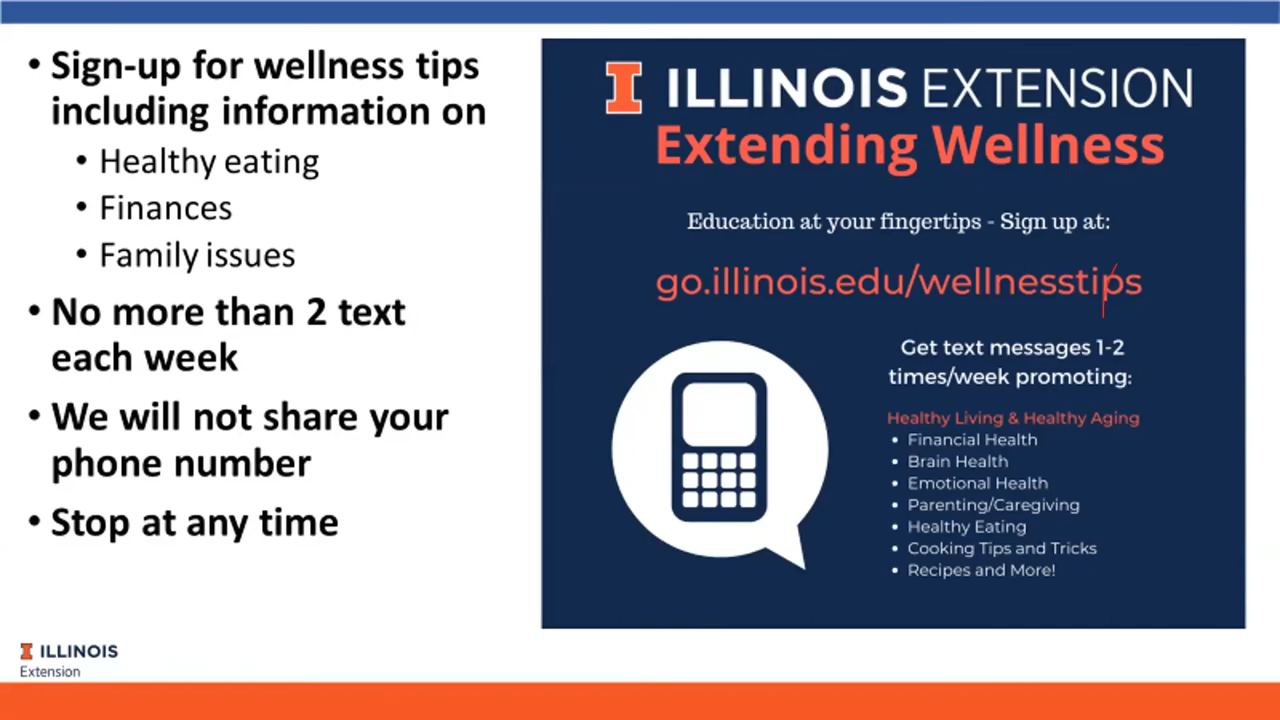 • Sign-up for wellness tips
including information on
• Healthy eating
• Finances
• Family issues
• No more than 2 text
each week
• We will not share your
phone number
• Stop at any time
ILLINOIS
Extension
I ILLINOIS EXTENSION
Extending Wellness
Education at your fingertips - Sign up at:
go.illinois.edu/wellnesstips
Get text messages 1-2
times/week promoting:
Healthy Living & Healthy Aging
• Financial Health
• Brain Health
• Emotional Health
• Parenting/Caregiving
• Healthy Eating
• Cooking Tips and Tricks
• Recipes and More!